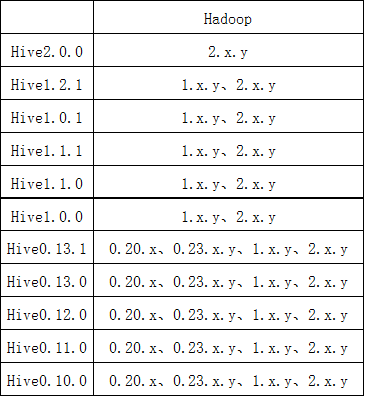 Hadoop
Hive2.0.0 2.x.y
Hive1.2.1 1.x.y、2.x.y
Hive1.0.1 1.x.y、2.x.y
Hive1.1.1 1.x.y、2.x.y
Hive1.1.0 1.x.y、2.x.y
Hive1.0.0 1.x.y、2.x.y
Hive0.13.1 0.20.x、0.23.x.y、1.x.y、2.x.y
Hive0.13.0 0.20.x、0.23.x.y、1.x.y、2.x.y
Hive0.12.0 0.20.x、0.23.x.y、1.x.y、2.x.y
Hive0.11.0 0.20.x、0.23.x.y、1.x.y、2.x.y
Hive0.10.0 0.20.x、0.23.x.y、1.x.y、2.x.y